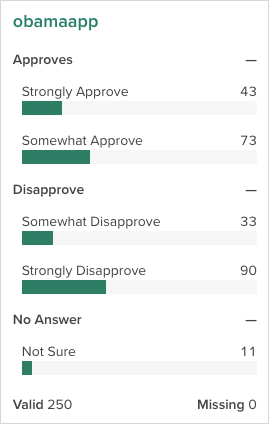 obamaapp
Approves —
Strongly Approve 43
Somewhat Approve 73
Disapprove —
Somewhat Disapprove 33
Strongly Disapprove 90
No Answer —
Not Sure 11
Valid 250 Missing 0